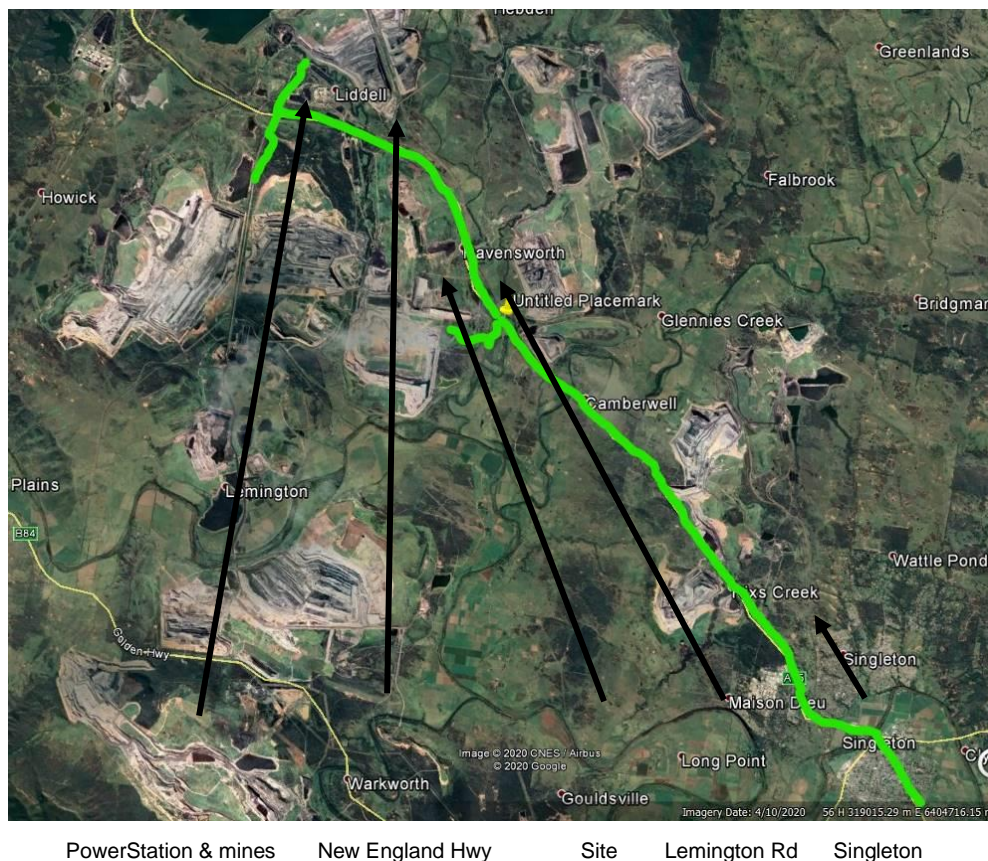 Hebden
Greenlands
Liddell
Falbrook
Howick
Ravensworth
Untitled Placemark
Bridgman
Glennies Creek
Camberwell
Plains
Lemington
B84
Wattle Pond
Rixs Creek
Golden Hwy
Singleton
A15
Maison Dieu
Singleton
Long Point
Image © 2020 CNES / Airbus
© 2020 Google
Warkworth
Gouldsville
Imagery Date: 4/10/2020 56 H 319015.29 m E 6404716.15
PowerStation & mines New England Hwy Site Lemington Rd Singleton